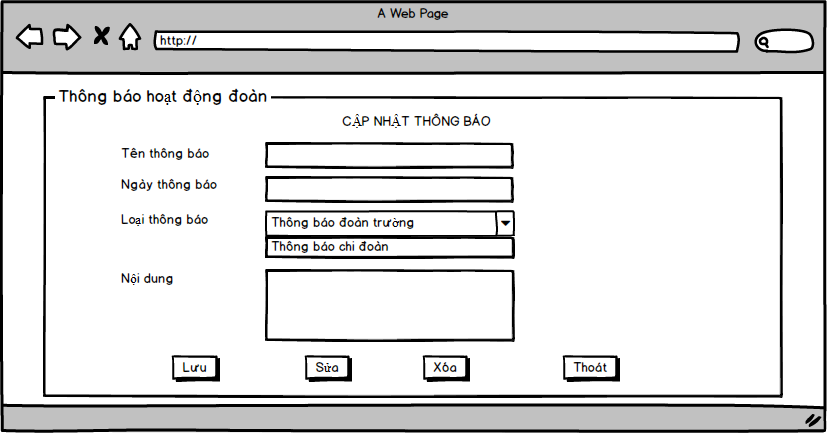 A Web Page
http://
Thông báo hoạt động đoàn
CẬP NHẬT THÔNG BÁO
Tên thông báo
Ngày thông báo
Loại thông báo
Thông báo đoàn trường
Thông báo chi đoàn
Nội dung
Lưu Sửa Xóa Thoát